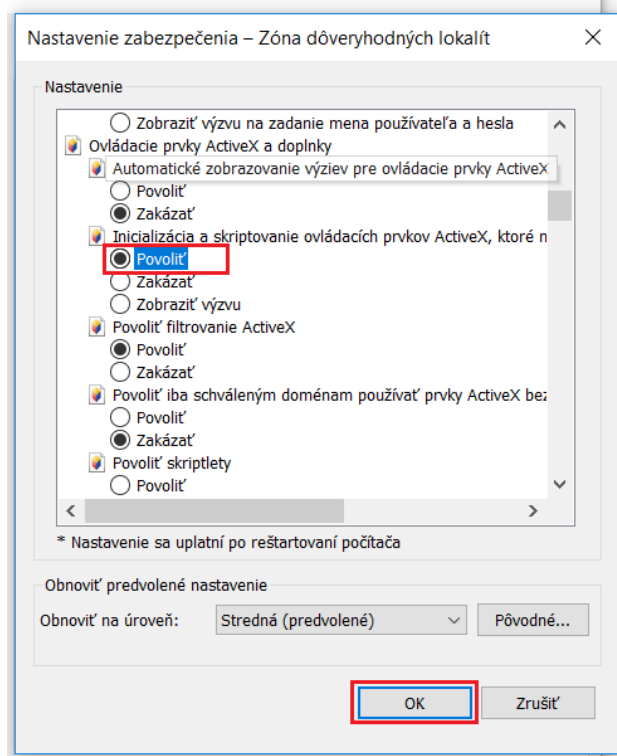 Nastavenie zabezpečenia – Zóna dôveryhodných lokalít
Nastavenie
Zobraziť výzvu na zadanie mena používateľa a hesla
Ovládacie prvky ActiveX a doplnky
Automatické zobrazovanie výziev pre ovládacie prvky ActiveX
Povoliť
Zakázať
Inicializácia a skriptovanie ovládacích prvkov ActiveX, ktoré n
Povoliť
Zakázať
Zobraziť výzvu
Povoliť filtrovanie ActiveX
Povoliť
Zakázať
Povoliť iba schváleným doménam používať prvky ActiveX bez
Povoliť
Zakázať
Povoliť skriptlety
Povoliť
* Nastavenie sa uplatní po reštartovaní počítača
Obnoviť predvolené nastavenie
Obnoviť na úroveň: Stredná (predvolené) Pôvodné...
OK Zrušiť